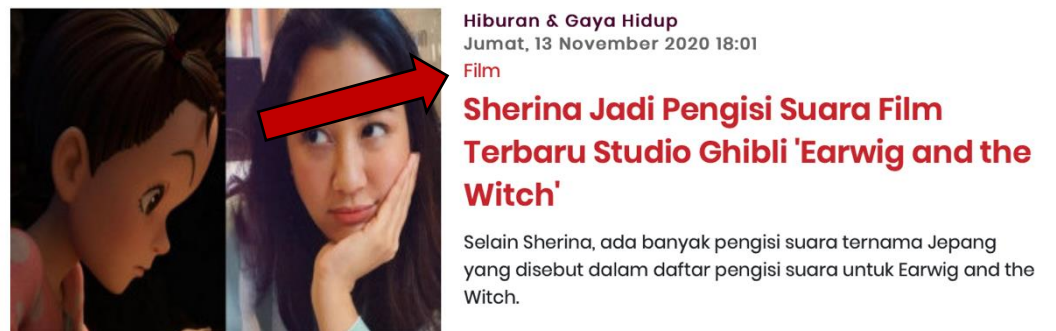 Hiburan & Gaya Hidup
Jumat, 13 November 2020 18:01
Film
Sherina Jadi Pengisi Suara Film
Terbaru Studio Ghibli 'Earwig and the
Witch'
Selain Sherina, ada banyak pengisi suara ternama Jepang
yang disebut dalam daftar pengisi suara untuk Earwig and the
Witch.